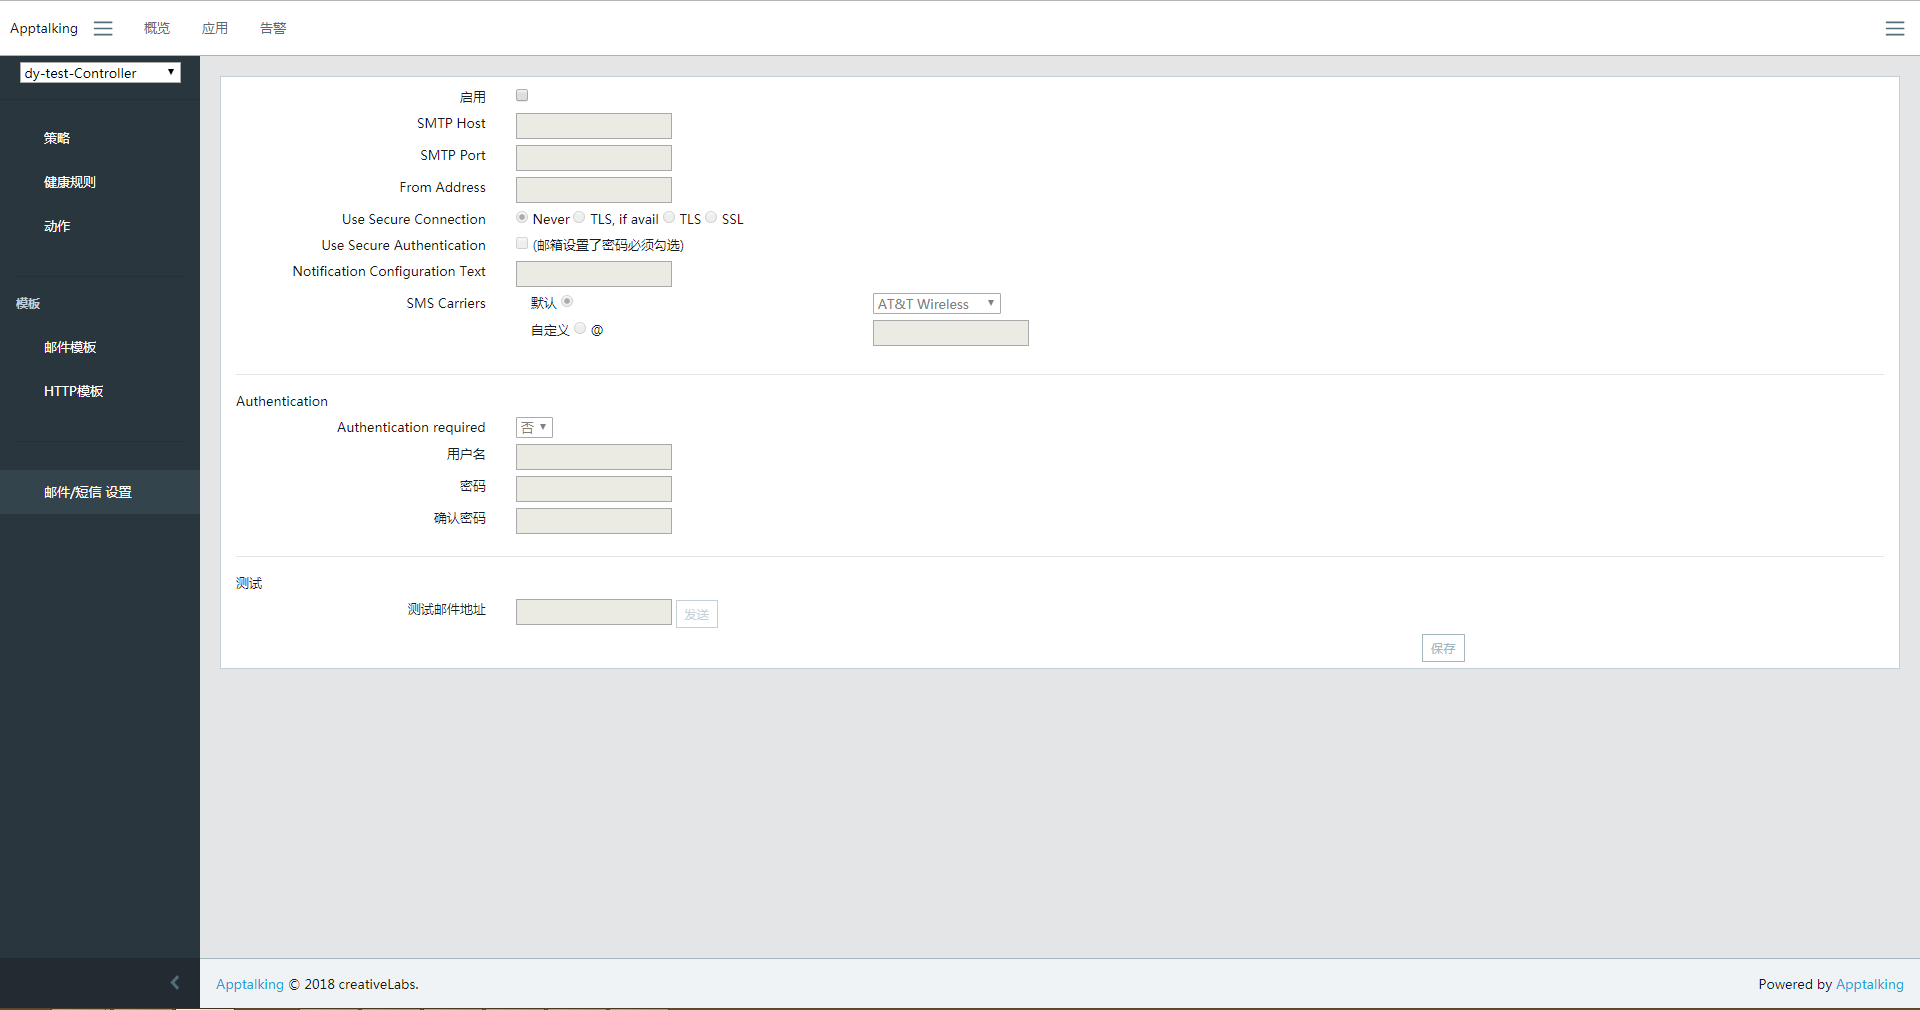 Apptalking 概览 应用 告警
dy-test-Controller
策略
健康规则
动作
模板
邮件模板
HTTP模板
邮件/短信 设置
启用
SMTP Host
SMTP Port
From Address
Use Secure Connection Never TLS, if avail TLS SSL
Use Secure Authentication (邮箱设置了密码必须勾选)
Notification Configuration Text
SMS Carriers 默认 AT&T Wireless
自定义 @
Authentication
Authentication required 否
用户名
密码
确认密码
测试
测试邮件地址 发送
保存
Apptalking © 2018 creativeLabs. Powered by Apptalking